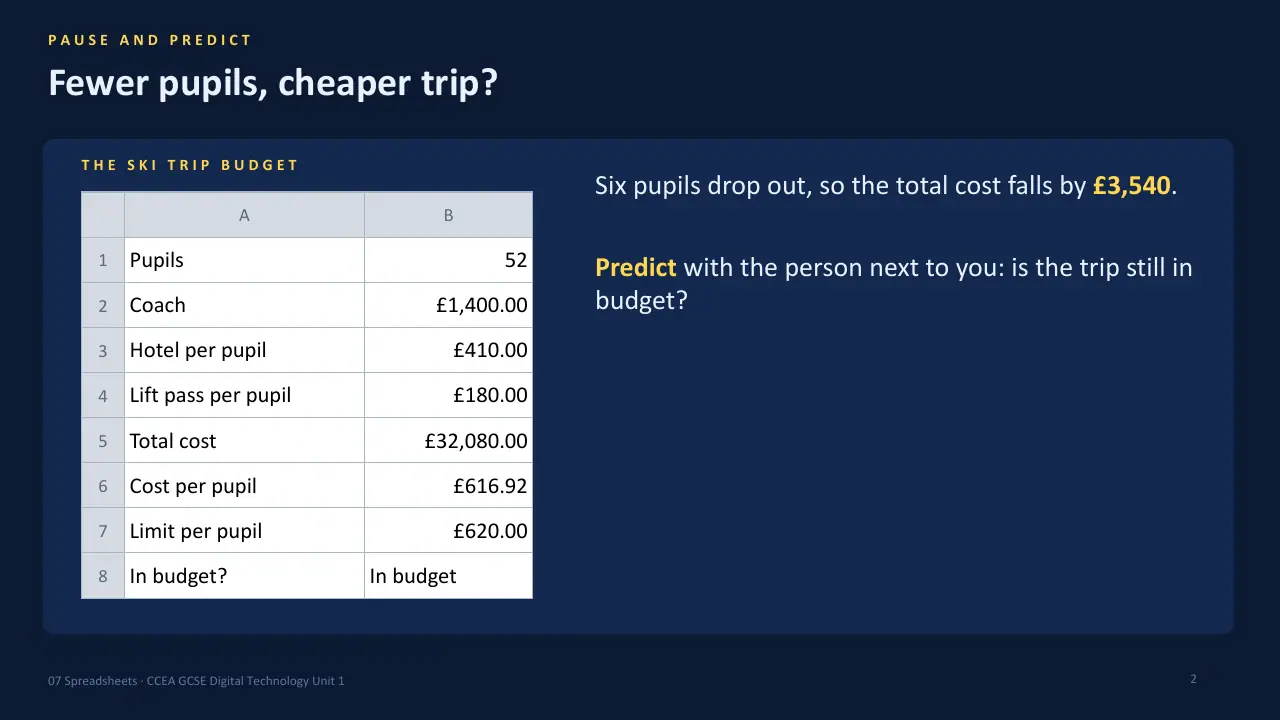 PAUSE AND PREDICT
Fewer pupils, cheaper trip?
THE SKI TRIP BUDGET
A B
1 Pupils 52
2 Coach £1,400.00
3 Hotel per pupil £410.00
4 Lift pass per pupil £180.00
5 Total cost £32,080.00
6 Cost per pupil £616.92
7 Limit per pupil £620.00
8 In budget? In budget
Six pupils drop out, so the total cost falls by £3,540.
Predict with the person next to you: is the trip still in
budget?
07 Spreadsheets · CCEA GCSE Digital Technology Unit 1
2